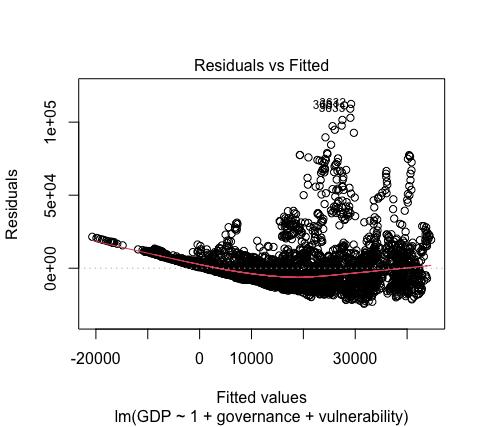 Residuals vs Fitted
Residuals
1e+05
5e+04
0e+00
-20000 0 10000 30000
Fitted values
lm(GDP ~ 1 + governance + vulnerability)